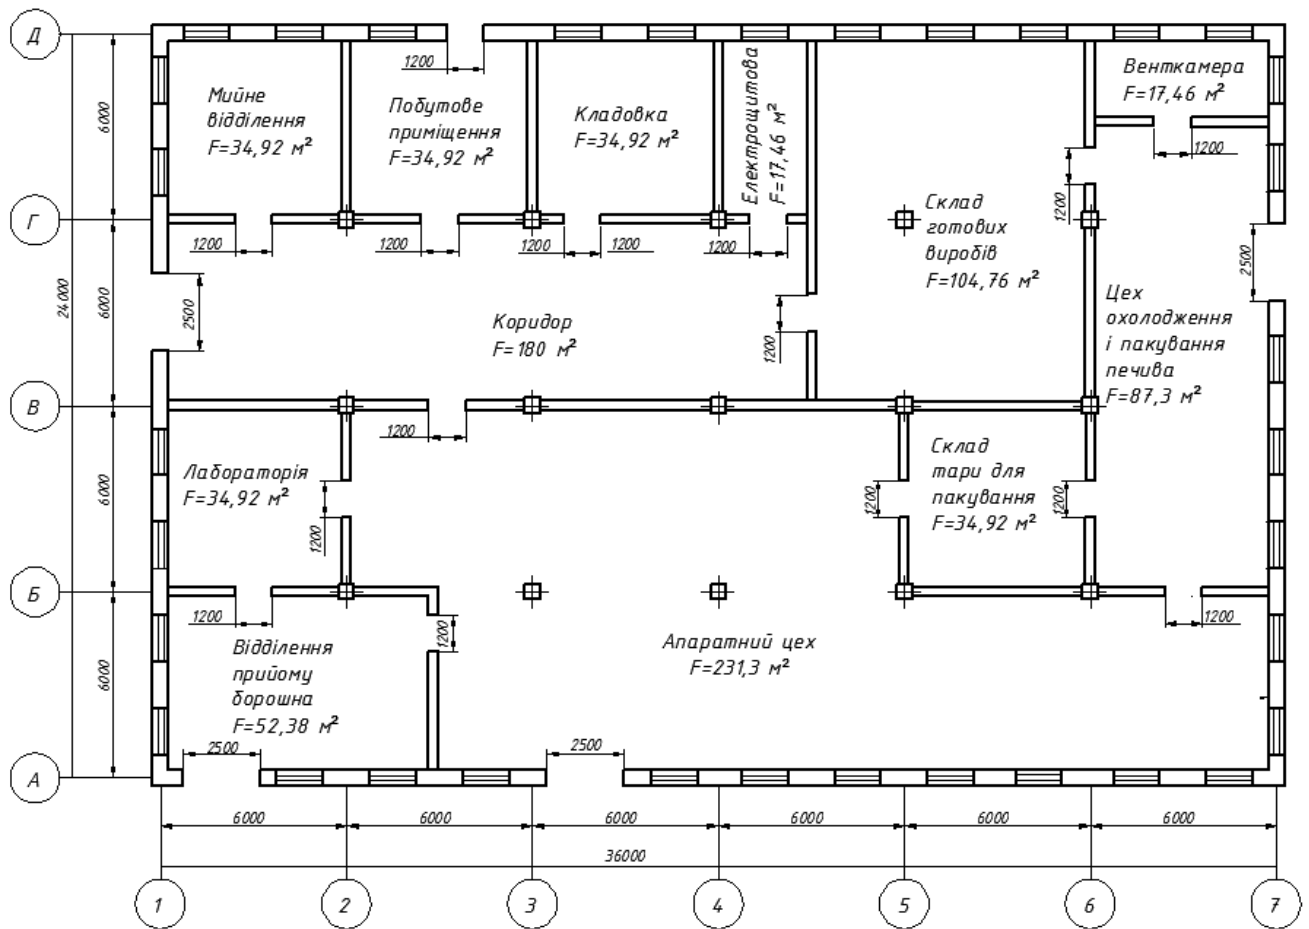 Д
1200
Мийне
відділення
F=34,92 м²
Побутове
приміщення
F=34,92 м²
Кладовка
F=34,92 м²
Електрощитова
F=17,46 м²
Венткамера
F=17,46 м²
1200
6000
Г
1200
1200
1200
1200
1200
1200
Склад
готових
виробів
F=104,76 м²
2500
24000
6000
2500
Коридор
F=180 м²
1200
Цех
охолодження
і пакування
печива
F=87,3 м²
В
1200
Лабораторія
F=34,92 м²
1200
6000
Склад
тари для
пакування
F=34,92 м²
1200
1200
Б
1200
1200
1200
Відділення
прийому
борошна
F=52,38 м²
Апаратний цех
F=231,3 м²
6000
2500
2500
А
6000
6000
6000
6000
6000
6000
36000
1
2
3
4
5
6
7